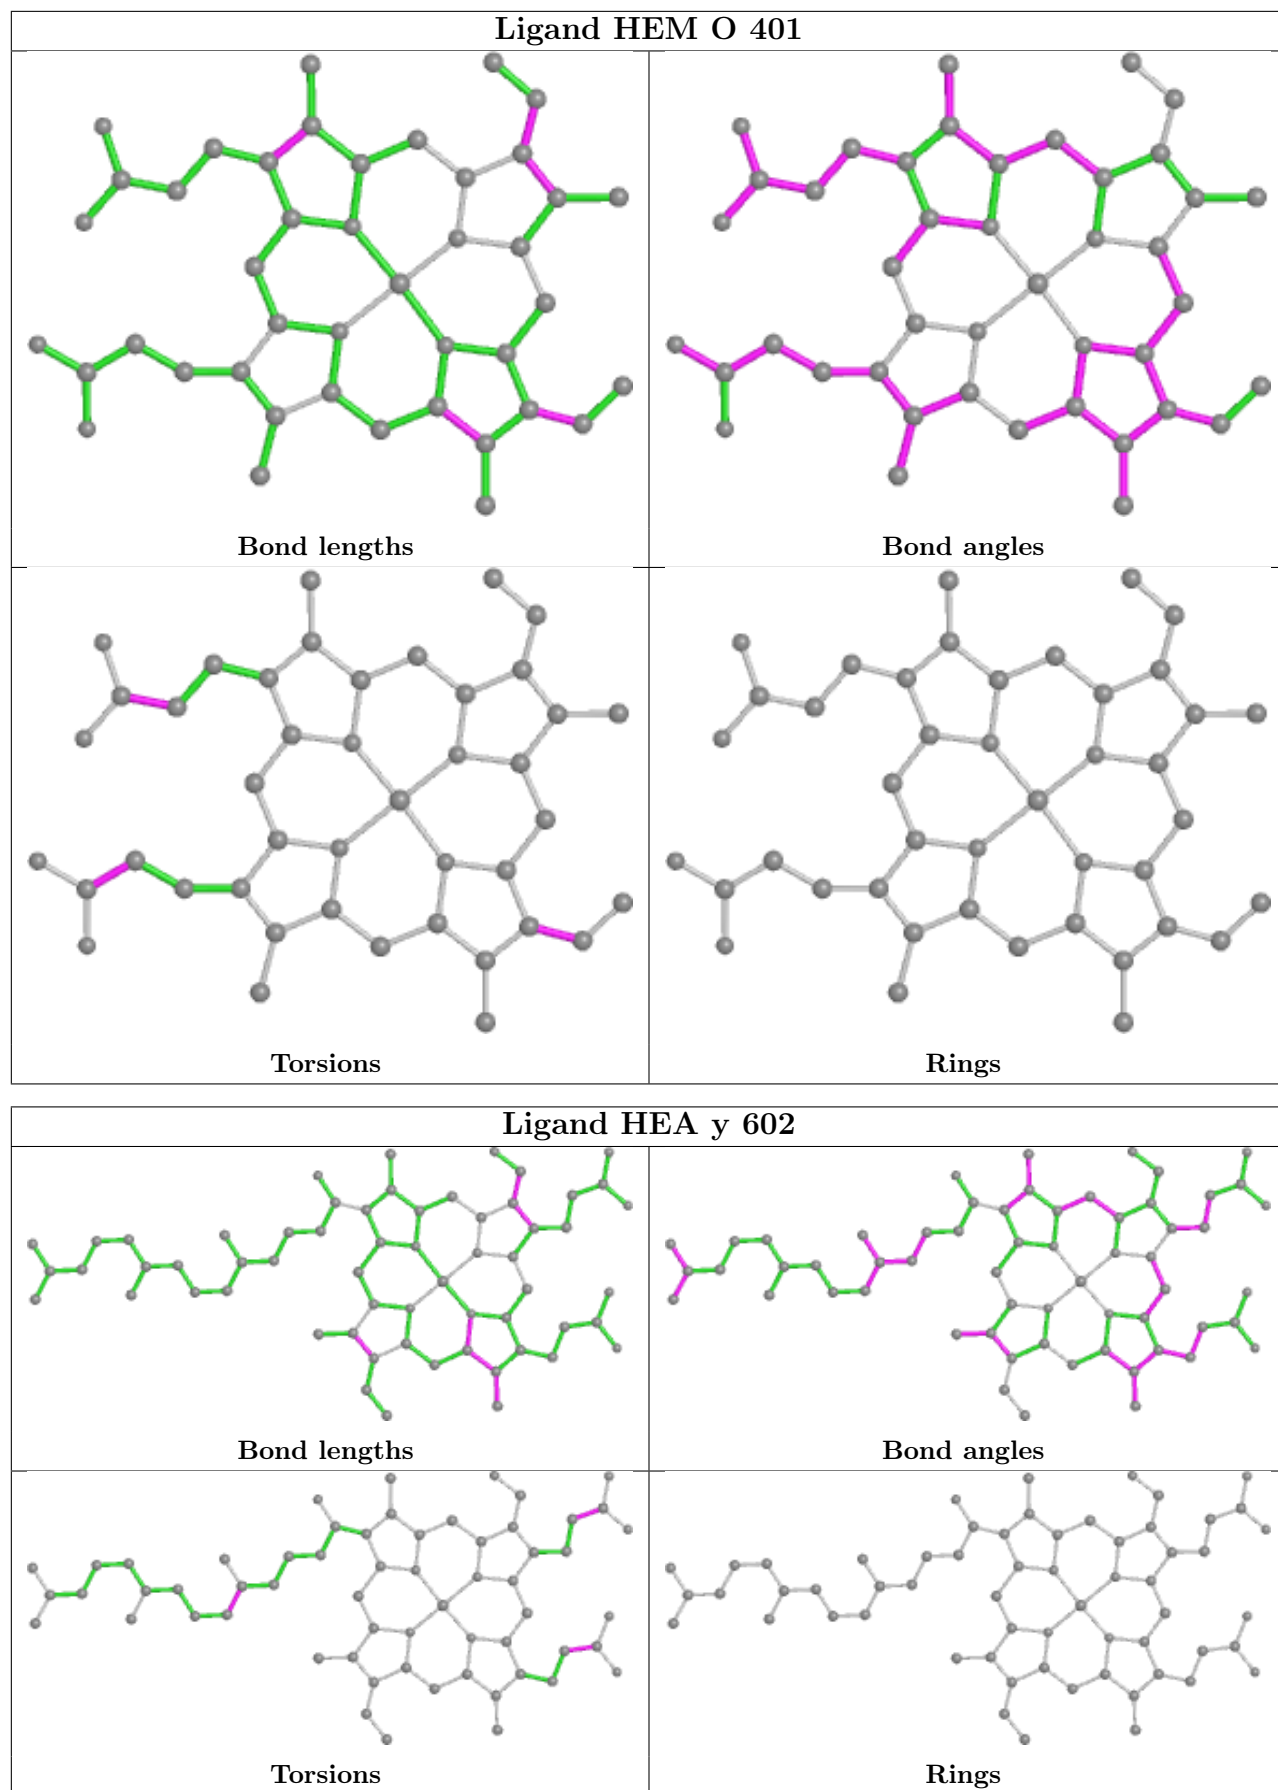 Ligand HEM O 401
Bond lengths
Bond angles
Torsions
Rings
Ligand HEA y 602
Bond lengths
Bond angles
Torsions
Rings